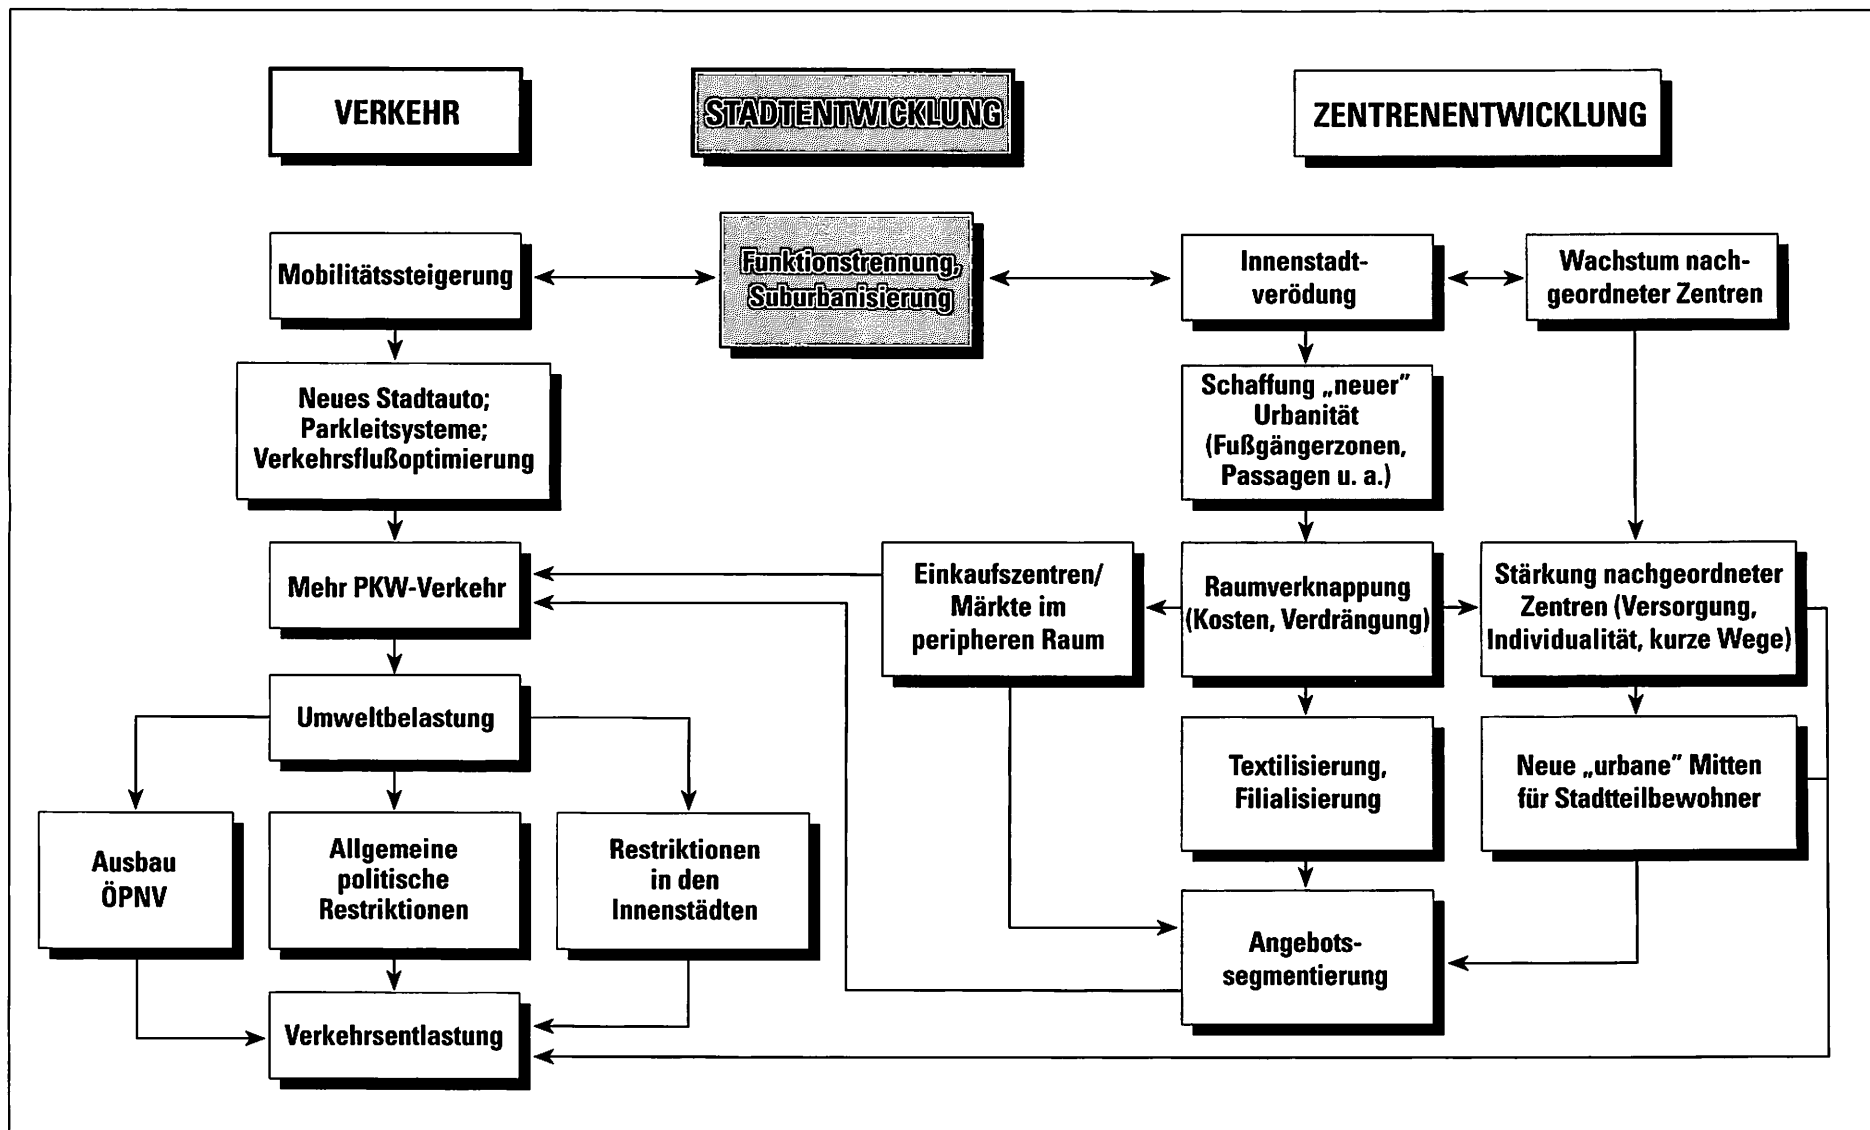 VERKEHR
STADTENTWICKLUNG
ZENTRENENTWICKLUNG
Mobilitätssteigerung
Funktionstrennung,
Suburbanisierung
Innenstadt-
verödung
Wachstum nach-
geordneter Zentren
Neues Stadtauto;
Parkleitsysteme;
Verkehrsflußoptimierung
Schaffung „neuer”
Urbanität
(Fußgängerzonen,
Passagen u. a.)
Mehr PKW-Verkehr
Einkaufszentren/
Märkte im
peripheren Raum
Raumverknappung
(Kosten, Verdrängung)
Stärkung nachgeordneter
Zentren (Versorgung,
Individualität, kurze Wege)
Umweltbelastung
Textilisierung,
Filialisierung
Neue „urbane” Mitten
für Stadtteilbewohner
Ausbau
ÖPNV
Allgemeine
politische
Restriktionen
Restriktionen
in den
Innenstädten
Angebots-
segmentierung
Verkehrsentlastung